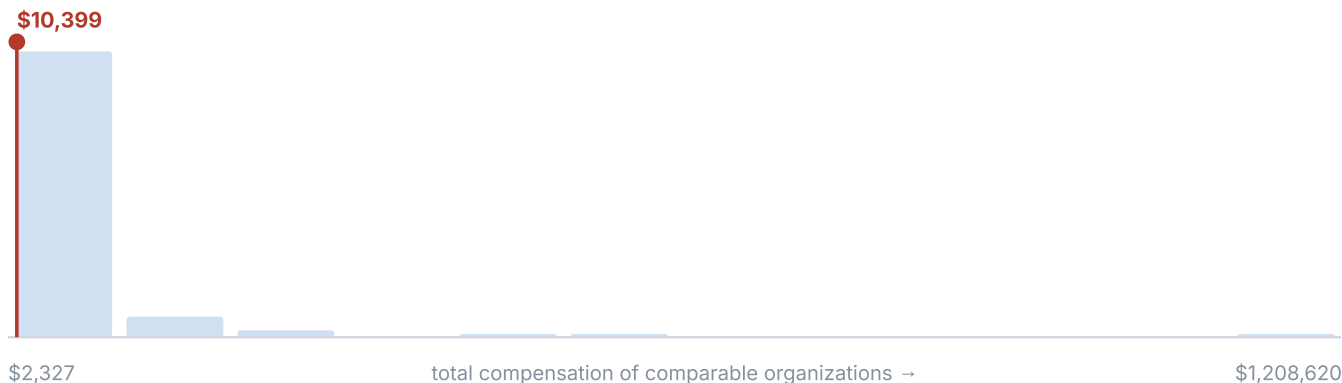 $10,399
$2,327 total compensation of comparable organizations → $1,208,620